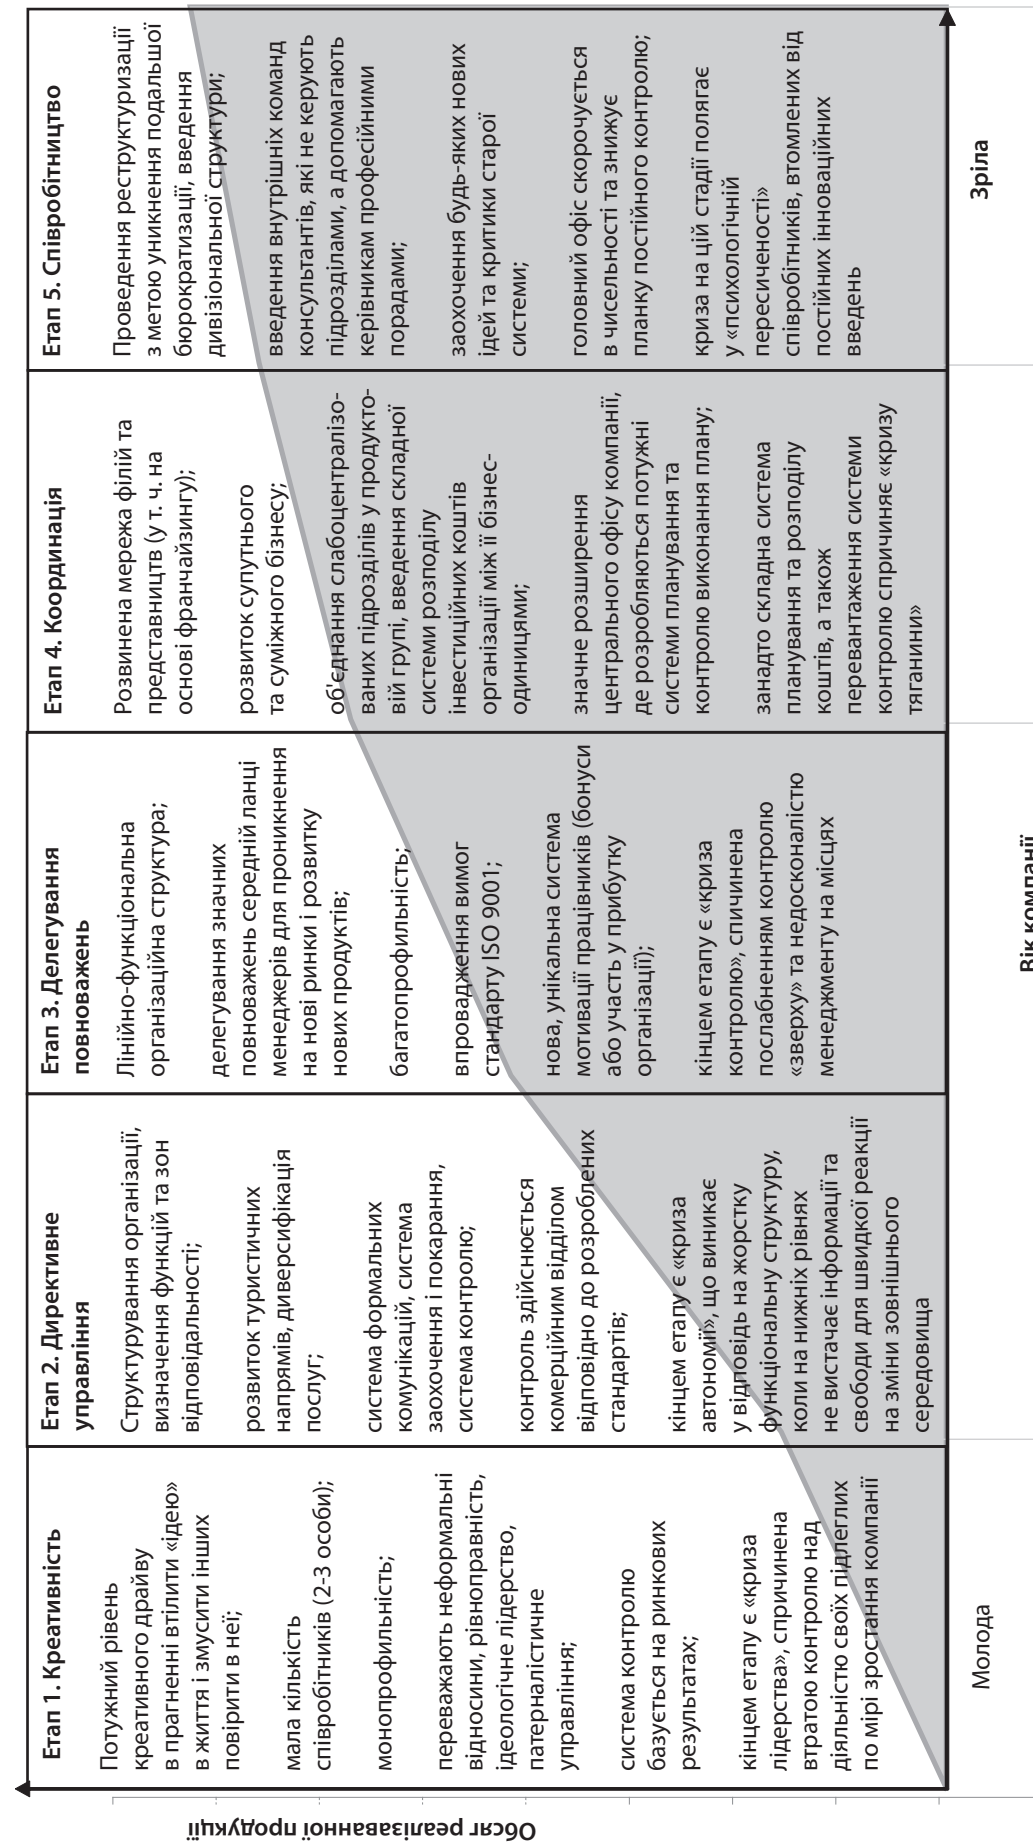 Обсяг реалізованої продукції
Етап 1. Креативність
Потужний рівень
креативного драйву
в прагненні втілити «ідею»
в життя і змусити інших
повірити в неї;
мала кількість
співробітників (2-3 особи);
монопрофильність;
переважають неформальні
відносини, рівноправність,
ідеологічне лідерство,
патерналістичне
управління;
система контролю
базується на ринкових
результатах;
кінцем етапу є «криза
лідерства», спричинена
втратою контролю над
діяльністю своїх підлеглих
по мірі зростання компанії
Етап 2. Директивне
управління
Структурування організації,
визначення функцій та зон
відповідальності;
розвиток туристичних
напрямів, диверсифікація
послуг;
система формальних
комунікацій, система
заохочення і покарання,
система контролю;
контроль здійснюється
комерційним відділом
відповідно до розроблених
стандартів;
кінцем етапу є «криза
автономії», що виникає
у відповідь на жорстку
функціональну структуру,
коли на нижніх рівнях
не вистачає інформації та
свободи для швидкої реакції
на зміни зовнішнього
середовища
Етап 3. Делегування
повноважень
Лінійно-функціональна
організаційна структура;
делегування значних
повноважень середній ланці
менеджерів для проникнення
на нові ринки і розвитку
нових продуктів;
багатопрофильність;
впровадження вимог
стандарту ISO 9001;
нова, унікальна система
мотивації працівників (бонуси
або участь у прибутку
організації);
кінцем етапу є «криза
контролю», спичинена
послабленням контролю
«зверху» та недосконалістю
менеджменту на місцях
Етап 4. Координація
Розвинена мережа філій та
представництв (у т. ч. на
основі франчайзингу);
розвиток супутнього
та суміжного бізнесу;
об'єднання слабоцентралізо-
ваних підрозділів у продукто-
вій групі, введення складної
системи розподілу
інвестиційних коштів
організації між її бізнес-
одиницями;
значне розширення
центрального офісу компанії,
де розробляються потужні
системи планування та
контролю виконання плану;
занадто складна система
планування та розподілу
коштів, а також
перевантаження системи
контролю спричиняє «кризу
тяганини»
Етап 5. Співробітництво
Проведення реструктуризації
з метою уникнення подальшої
бюрократизації, введення
дивізіональної структури;
введення внутрішніх команд
консультантів, які не керують
підрозділами, а допомагають
керівникам професійними
порадами;
заохочення будь-яких нових
ідей та критики старої
системи;
головний офіс скорочується
в чисельності та знижує
планку постійного контролю;
криза на цій стадії полягає
у «психологічній
пересиченості»
співробітників, втомлених від
постійних інноваційних
введень
Молода
Зріла
Вік компанії